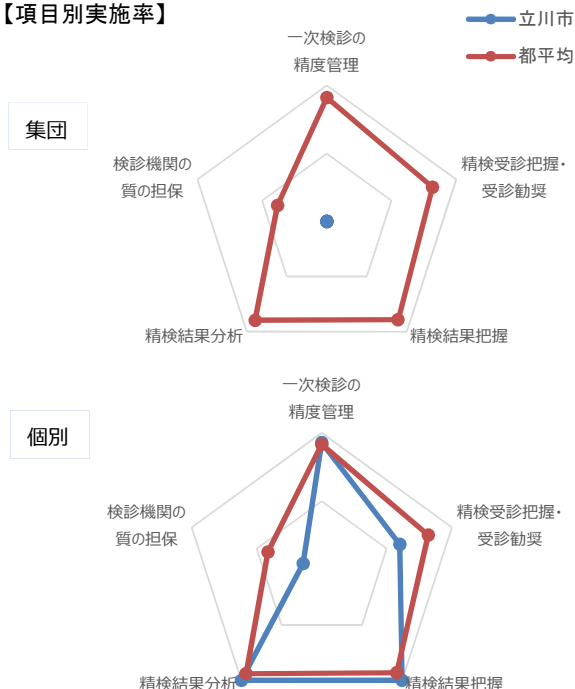 【項目別実施率】
立川市
都平均
集団
一次検診の
精度管理
精検受診把握・
受診勧奨
精検結果把握
精検結果分析
検診機関の
質の担保
個別
一次検診の
精度管理
精検受診把握・
受診勧奨
精検結果把握
精検結果分析
検診機関の
質の担保